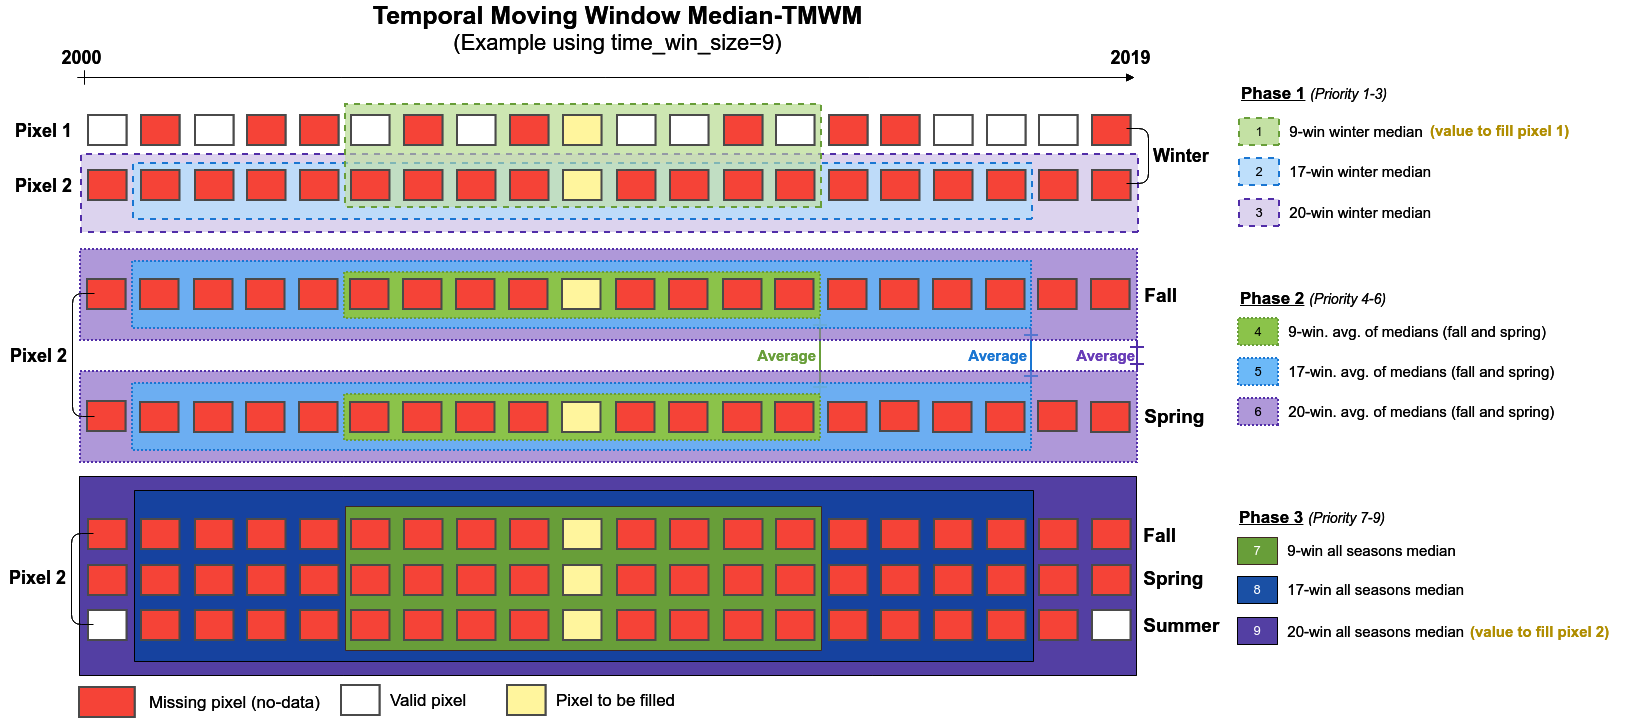 Temporal Moving Window Median-TMWM
(Example using time_win_size=9)
2000
2019
Pixel 1
Pixel 2
Winter
Phase 1 (Priority 1-3)
1 9-win winter median (value to fill pixel 1)
2 17-win winter median
3 20-win winter median
Fall
Pixel 2
Average
Average
Average
Spring
Phase 2 (Priority 4-6)
4 9-win. avg. of medians (fall and spring)
5 17-win. avg. of medians (fall and spring)
6 20-win. avg. of medians (fall and spring)
Pixel 2
Fall
Spring
Summer
Phase 3 (Priority 7-9)
7 9-win all seasons median
8 17-win all seasons median
9 20-win all seasons median (value to fill pixel 2)
Missing pixel (no-data)
Valid pixel
Pixel to be filled